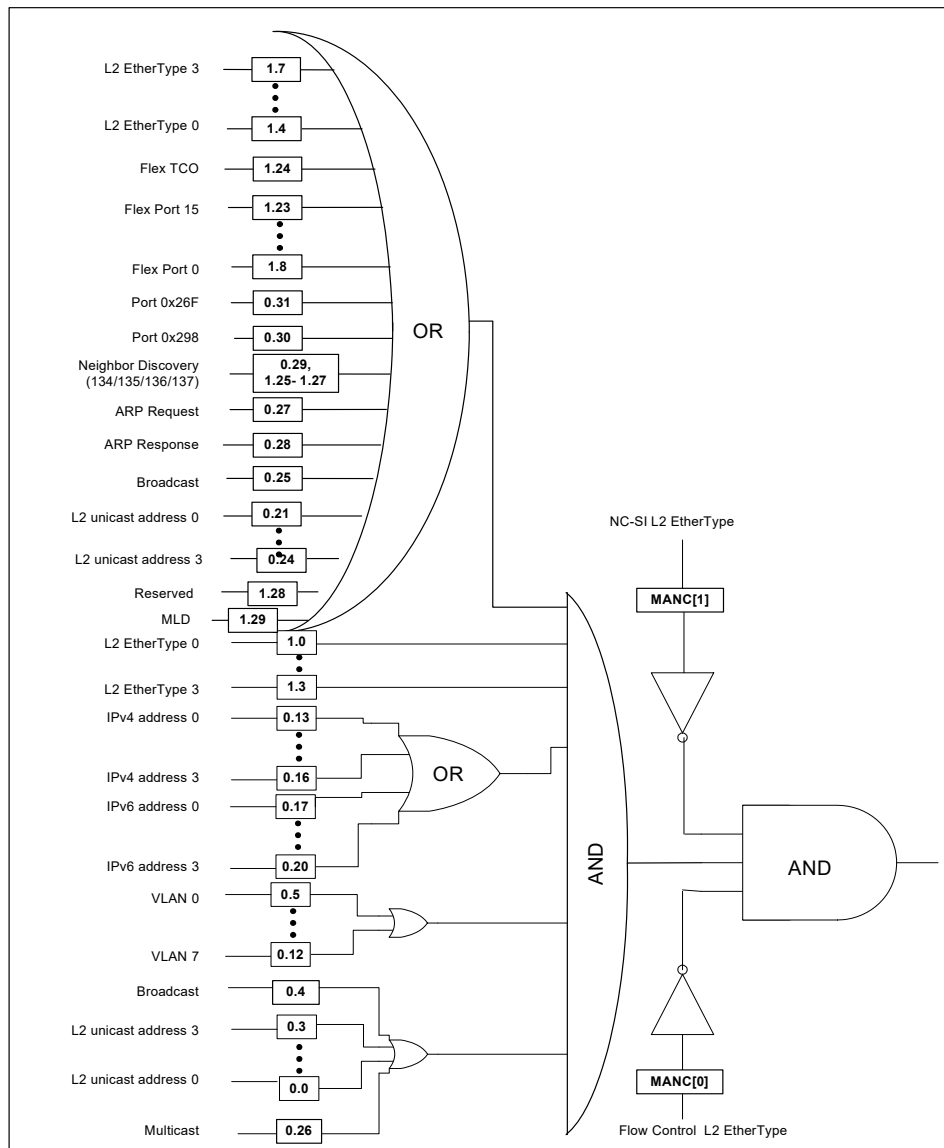 L2 EtherType 3
1.7
L2 EtherType 0
1.4
Flex TCO
1.24
Flex Port 15
1.23
Flex Port 0
1.8
Port 0x26F
0.31
Port 0x298
0.30
Neighbor Discovery
(134/135/136/137)
0.29,
1.25- 1.27
ARP Request
0.27
ARP Response
0.28
Broadcast
0.25
L2 unicast address 0
0.21
L2 unicast address 3
0.24
Reserved
1.28
MLD
1.29
OR
L2 EtherType 0
1.0
L2 EtherType 3
1.3
IPv4 address 0
0.13
IPv4 address 3
0.16
IPv6 address 0
0.17
IPv6 address 3
0.20
OR
VLAN 0
0.5
VLAN 7
0.12
Broadcast
0.4
L2 unicast address 3
0.3
L2 unicast address 0
0.0
Multicast
0.26
AND
NC-SI L2 EtherType
MANC[1]
AND
MANC[0]
Flow Control L2 EtherType